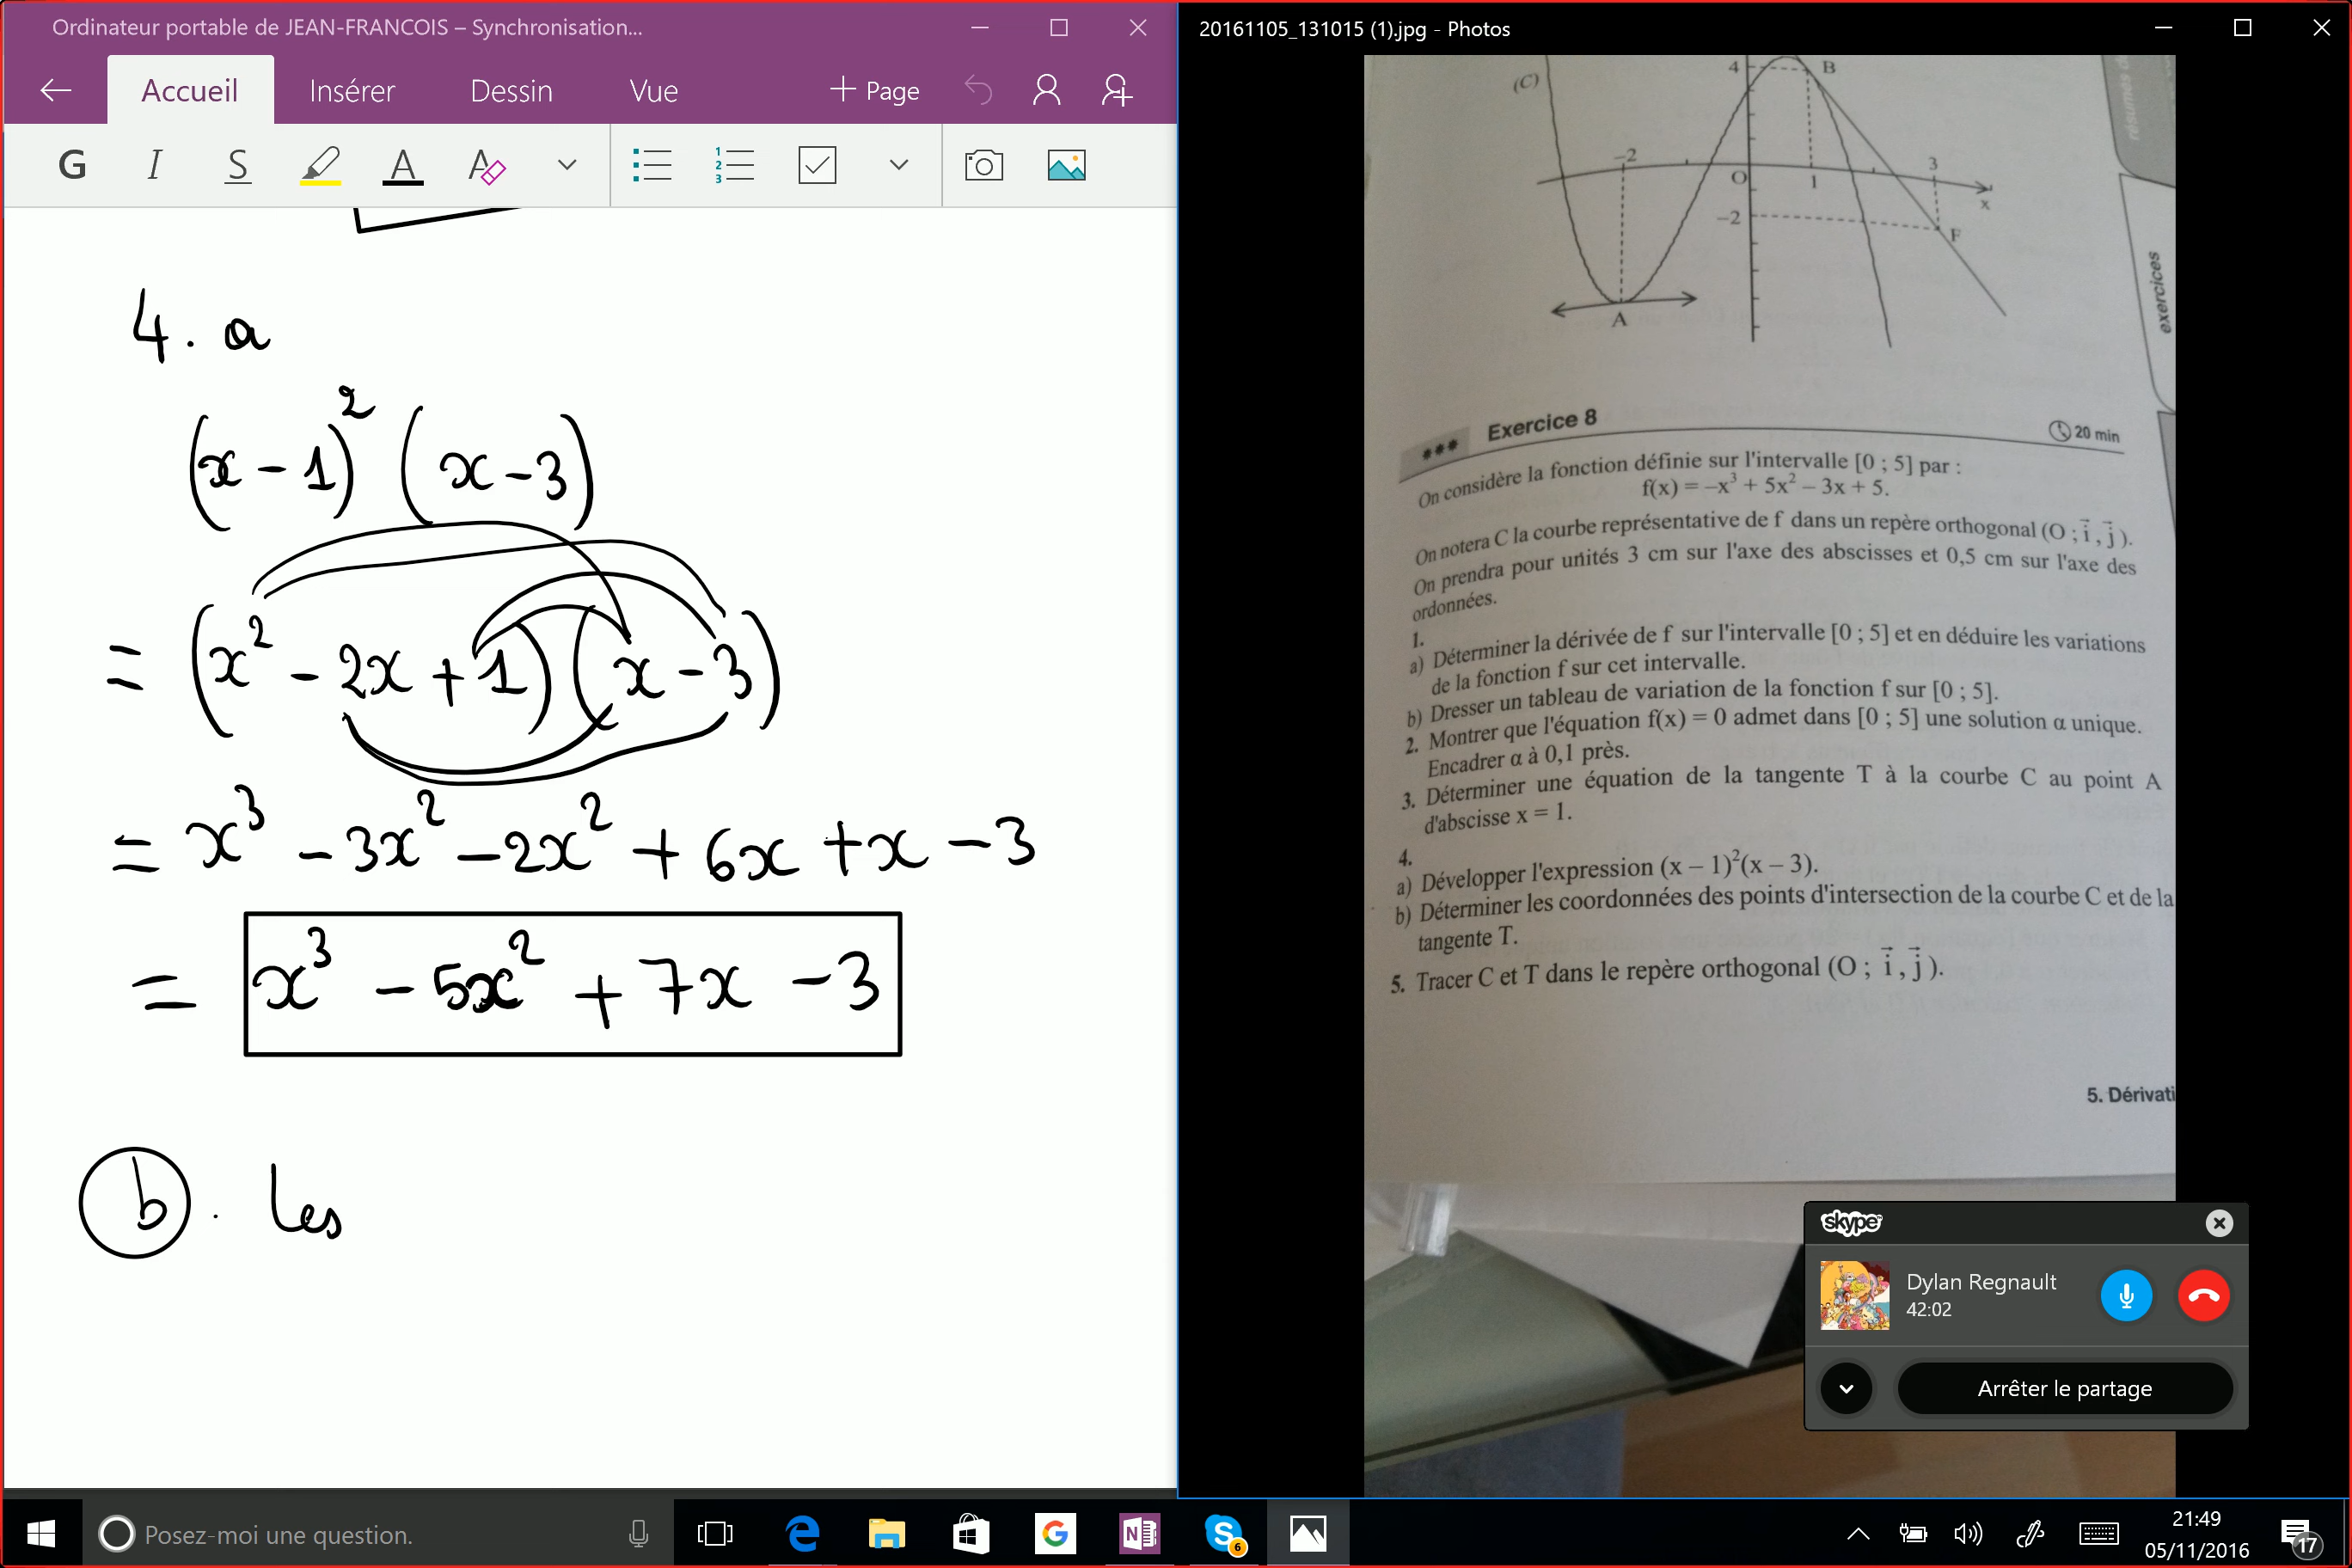 Ordinateur portable de JEAN-FRANCOIS – Synchronisation...
Accueil Insérer Dessin Vue + Page
G I S A A
4. a
(x - 1)² (x - 3)
= (x² - 2x + 1)(x - 3)
= x³ - 3x² - 2x² + 6x + x - 3
= x³ - 5x² + 7x - 3
b. les
20161105_131015 (1).jpg - Photos
(C)
4 B
résumés
-2 3
O 1 x
-2 F
A
exercices
*** Exercice 8 20 min
On considère la fonction définie sur l'intervalle [0 ; 5] par :
f(x) = –x³ + 5x² – 3x + 5.
On notera C la courbe représentative de f dans un repère orthogonal (O ; i⃗ , j⃗ ).
On prendra pour unités 3 cm sur l'axe des abscisses et 0,5 cm sur l'axe des
ordonnées.
1.
a) Déterminer la dérivée de f sur l'intervalle [0 ; 5] et en déduire les variations
de la fonction f sur cet intervalle.
b) Dresser un tableau de variation de la fonction f sur [0 ; 5].
2. Montrer que l'équation f(x) = 0 admet dans [0 ; 5] une solution α unique.
Encadrer α à 0,1 près.
3. Déterminer une équation de la tangente T à la courbe C au point A
d'abscisse x = 1.
4.
a) Développer l'expression (x – 1)²(x – 3).
b) Déterminer les coordonnées des points d'intersection de la courbe C et de la
tangente T.
5. Tracer C et T dans le repère orthogonal (O ; i⃗ , j⃗ ).
5. Dérivati
skype
Dylan Regnault
42:02
Arrêter le partage
Posez-moi une question.
6
21:49
05/11/2016
17